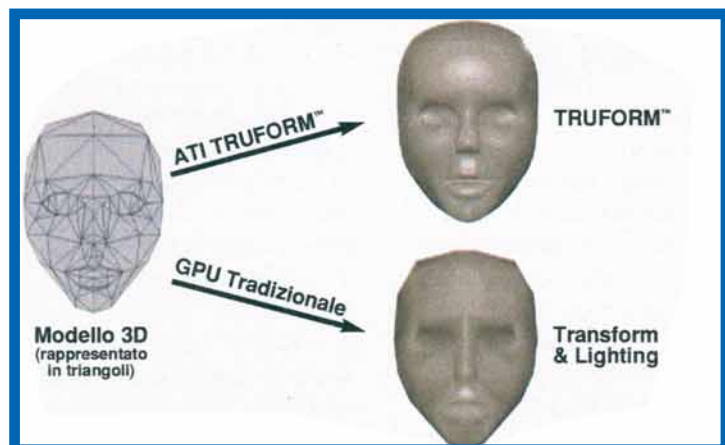 ATI TRUFORM™
TRUFORM™
GPU Tradizionale
Modello 3D
(rappresentato
in triangoli)
Transform
& Lighting